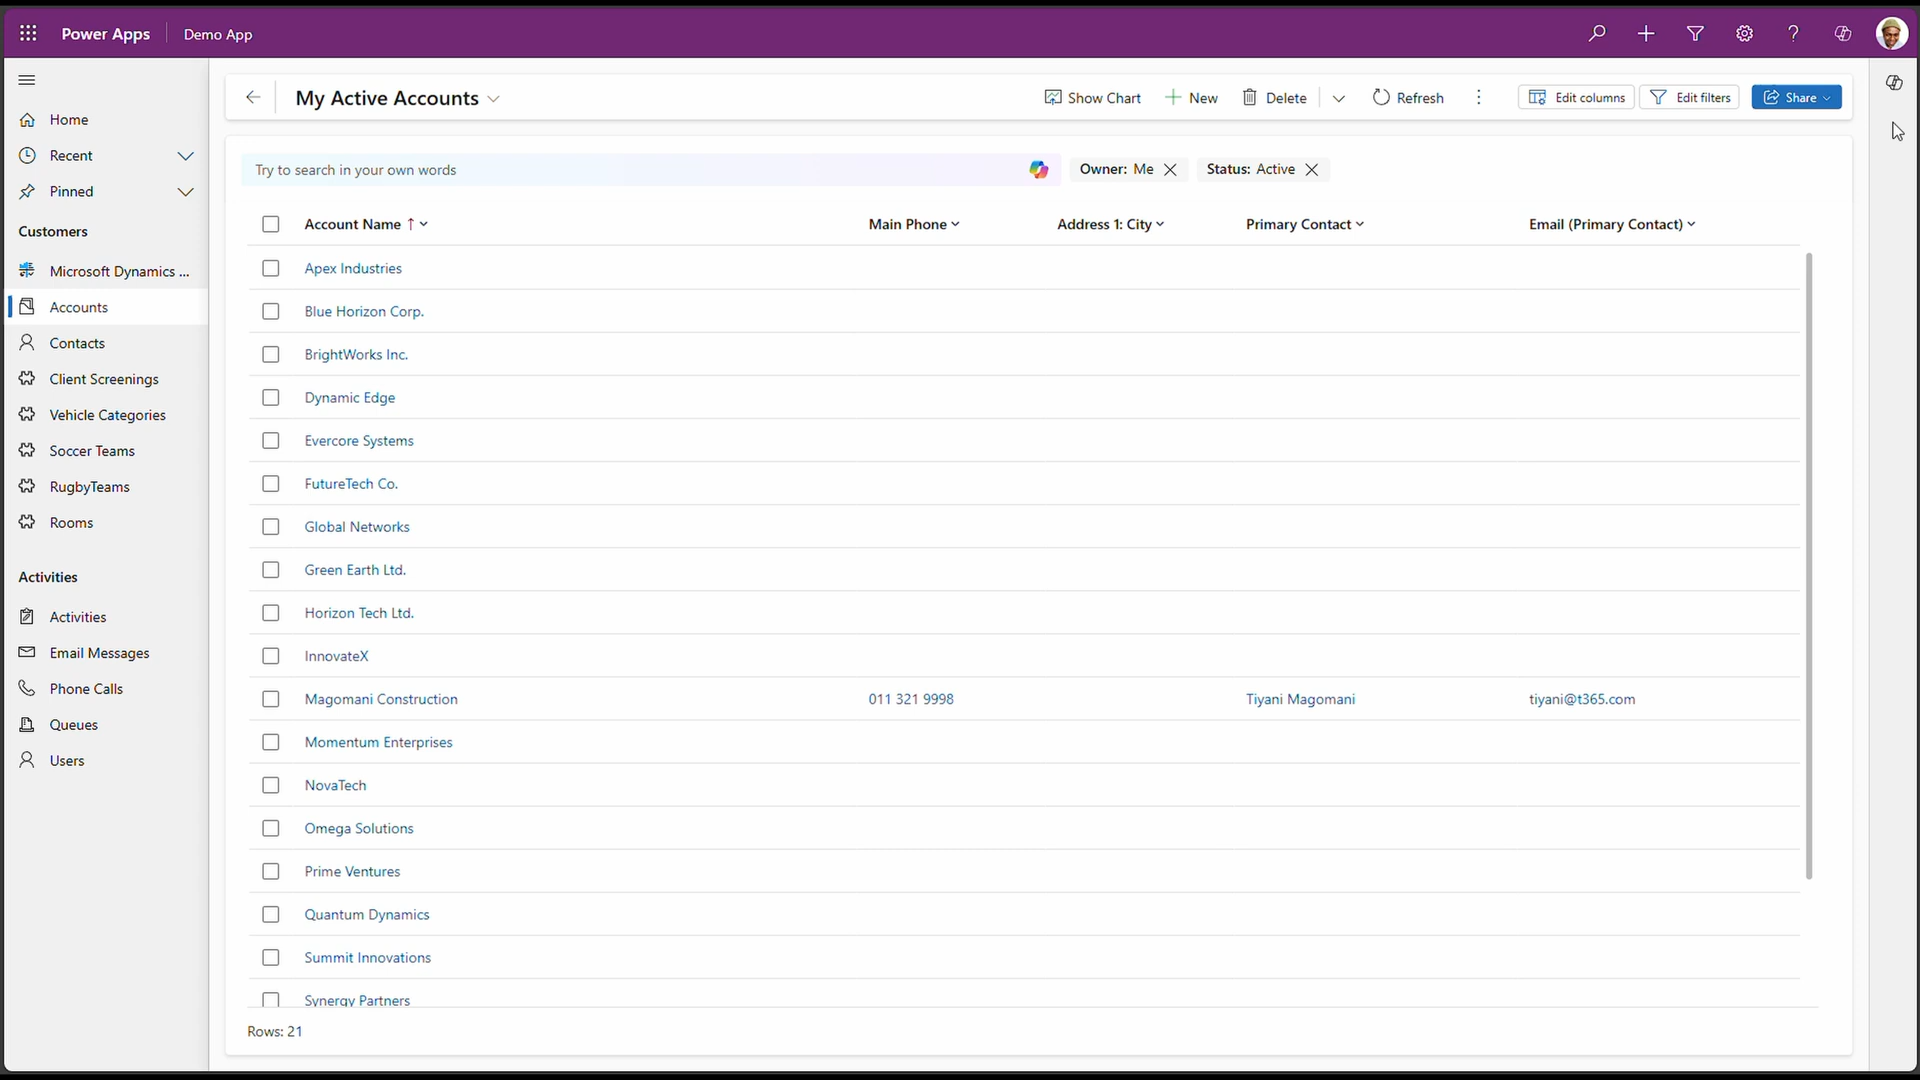 Power Apps
Demo App
My Active Accounts
Show Chart
New
Delete
Refresh
Edit columns
Edit filters
Share
Home
Recent
Pinned
Customers
Microsoft Dynamics ...
Accounts
Contacts
Client Screenings
Vehicle Categories
Soccer Teams
RugbyTeams
Rooms
Activities
Activities
Email Messages
Phone Calls
Queues
Users
Try to search in your own words
Owner: Me
Status: Active
Account Name ↑
Main Phone
Address 1: City
Primary Contact
Email (Primary Contact)
Apex Industries
Blue Horizon Corp.
BrightWorks Inc.
Dynamic Edge
Evercore Systems
FutureTech Co.
Global Networks
Green Earth Ltd.
Horizon Tech Ltd.
InnovateX
Magomani Construction 011 321 9998 Tiyani Magomani tiyani@t365.com
Momentum Enterprises
NovaTech
Omega Solutions
Prime Ventures
Quantum Dynamics
Summit Innovations
Synergy Partners
Rows: 21